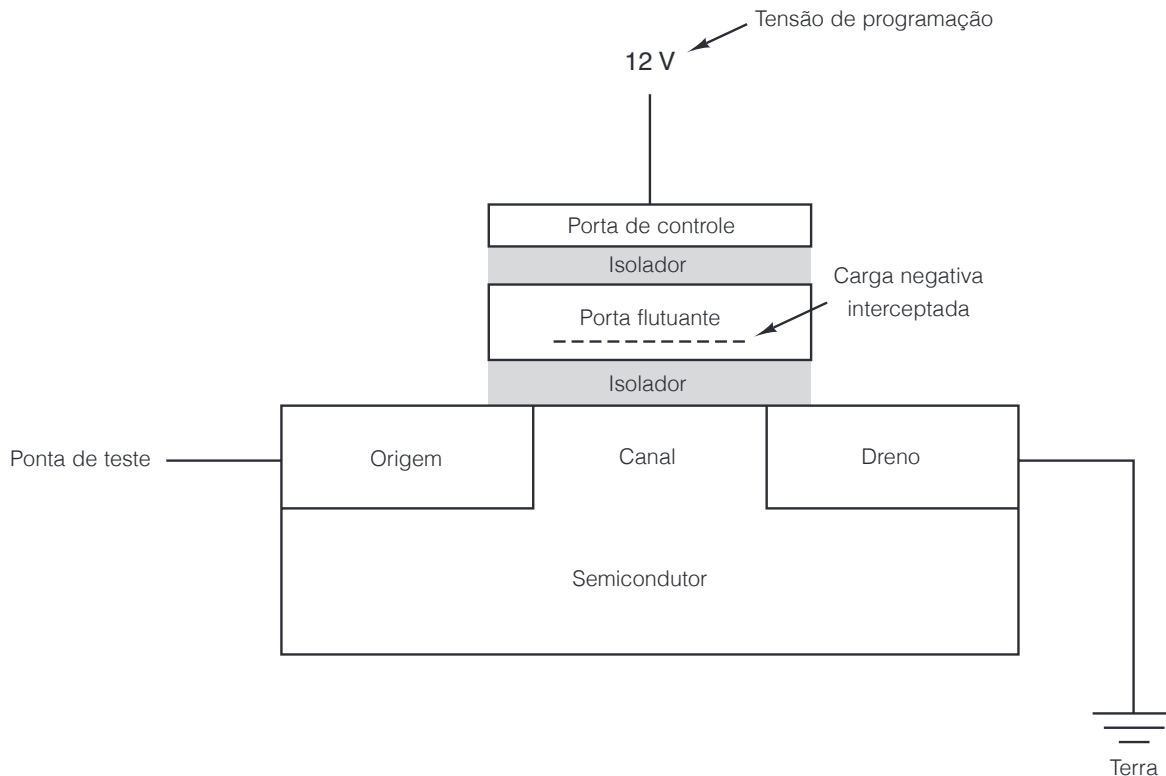 Tensão de programação
12 V
Porta de controle
Isolador
Carga negativa
interceptada
Porta flutuante
Isolador
Ponta de teste
Origem
Canal
Dreno
Semicondutor
Terra